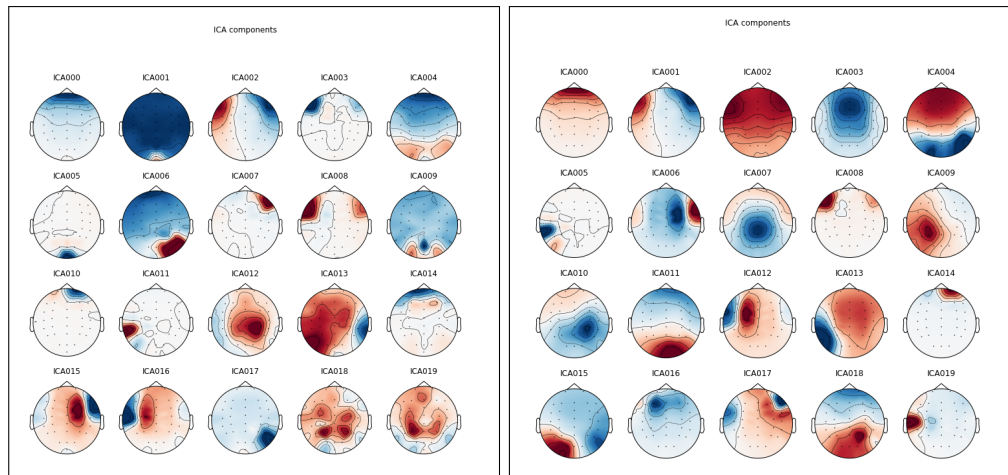 ICA components
ICA000 ICA001 ICA002 ICA003 ICA004
ICA005 ICA006 ICA007 ICA008 ICA009
ICA010 ICA011 ICA012 ICA013 ICA014
ICA015 ICA016 ICA017 ICA018 ICA019
ICA components
ICA000 ICA001 ICA002 ICA003 ICA004
ICA005 ICA006 ICA007 ICA008 ICA009
ICA010 ICA011 ICA012 ICA013 ICA014
ICA015 ICA016 ICA017 ICA018 ICA019